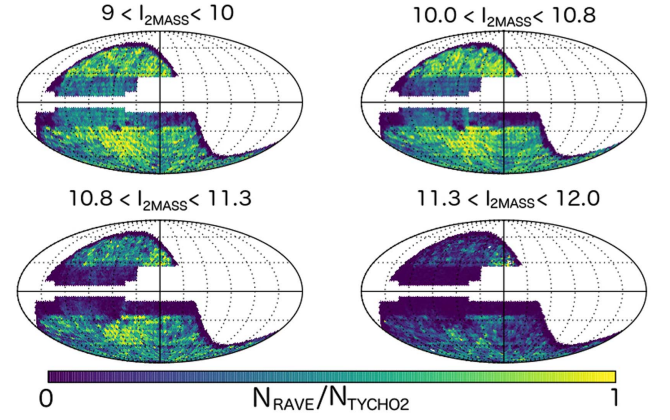 9 < I2MASS< 10
10.0 < I2MASS< 10.8
10.8 < I2MASS< 11.3
11.3 < I2MASS< 12.0
0 NRAVE/NTYCHO2 1